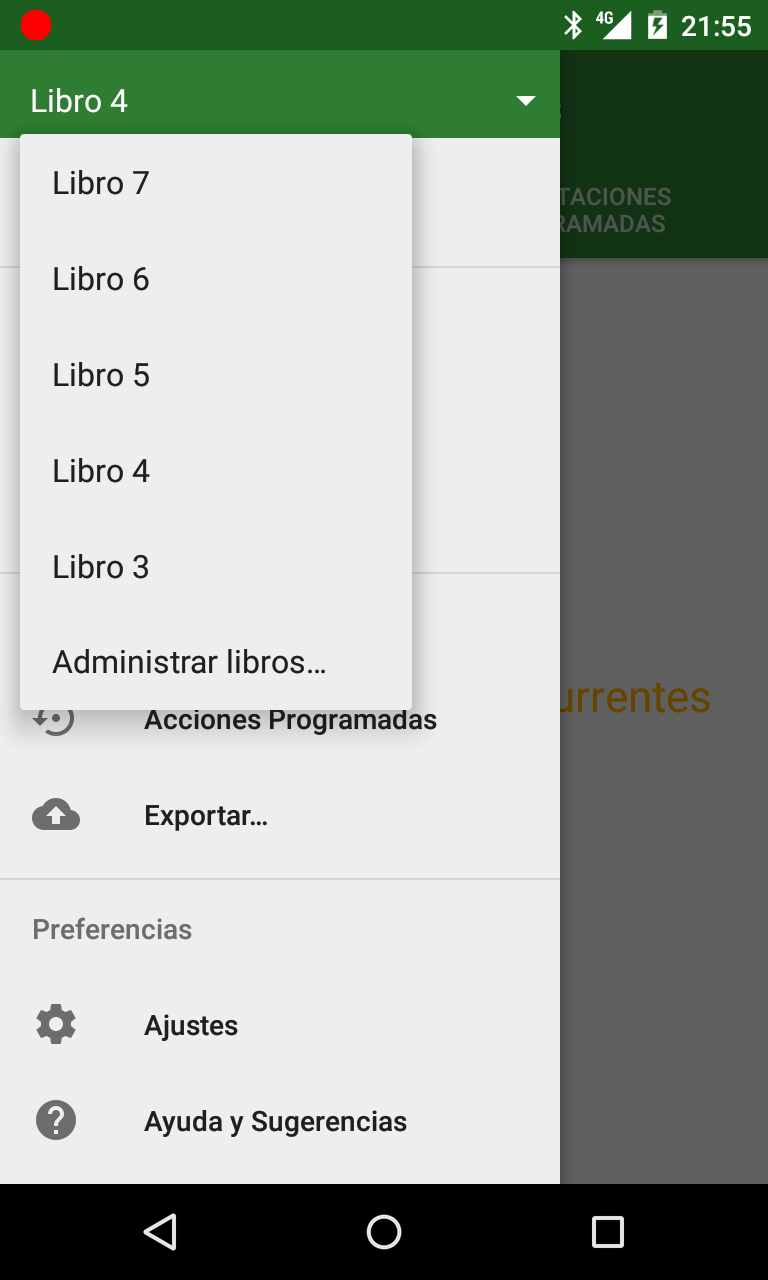 4G 21:55
Libro 4
Libro 7
Libro 6
Libro 5
Libro 4
Libro 3
Administrar libros...
TACIONES
RAMADAS
urrentes
Acciones Programadas
Exportar...
Preferencias
Ajustes
Ayuda y Sugerencias